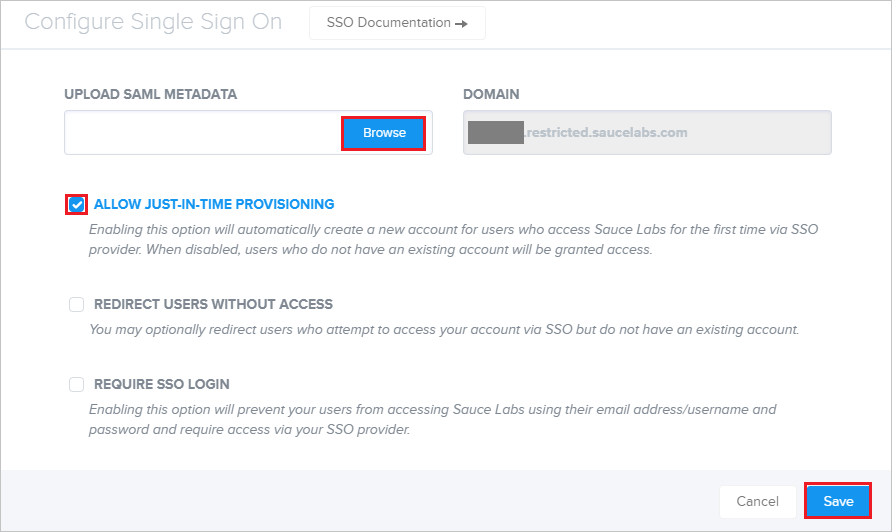 Configure Single Sign On
SSO Documentation →
UPLOAD SAML METADATA
DOMAIN
Browse
.restricted.saucelabs.com
ALLOW JUST-IN-TIME PROVISIONING
Enabling this option will automatically create a new account for users who access Sauce Labs for the first time via SSO
provider. When disabled, users who do not have an existing account will be granted access.
REDIRECT USERS WITHOUT ACCESS
You may optionally redirect users who attempt to access your account via SSO but do not have an existing account.
REQUIRE SSO LOGIN
Enabling this option will prevent your users from accessing Sauce Labs using their email address/username and
password and require access via your SSO provider.
Cancel
Save